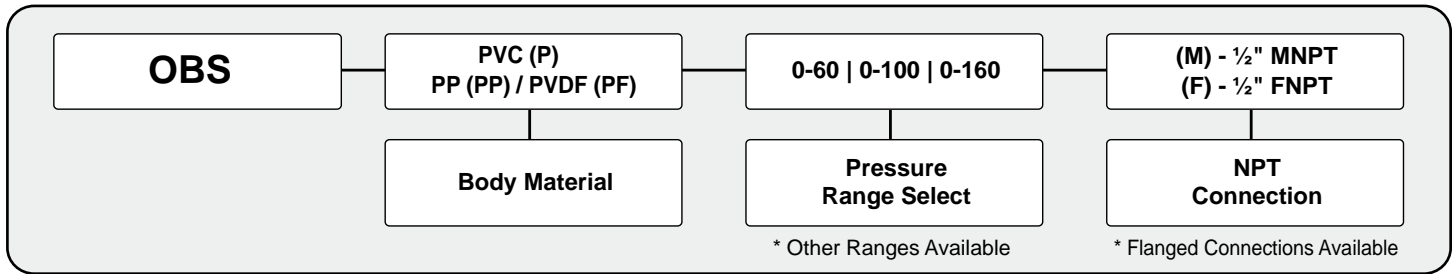 OBS
PVC (P)
PP (PP) / PVDF (PF)
0-60 | 0-100 | 0-160
(M) - ½" MNPT
(F) - ½" FNPT
Body Material
Pressure
Range Select
NPT
Connection
* Other Ranges Available
* Flanged Connections Available